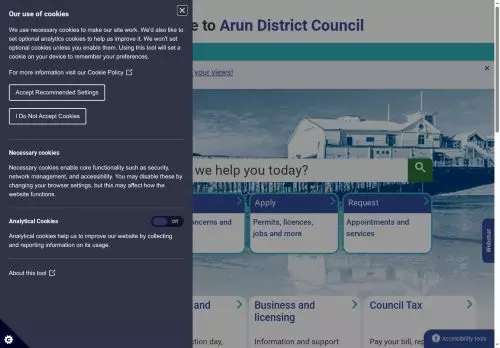 Our use of cookies
We use necessary cookies to make our site work. We'd also like
to set optional analytics cookies to help us improve it. We won't set
optional cookies unless you enable them. Using this tool will set a
cookie on your device to remember your preferences.
For more information visit our Cookie Policy
Accept Recommended Settings
I Do Not Accept Cookies
Necessary cookies
Necessary cookies enable core functionality such as security,
network management, and accessibility. You may disable these by
changing your browser settings, but this may affect how the
website functions.
Analytical Cookies
Off
Analytical cookies help us to improve our website by collecting
and reporting information on its usage.
About this tool
e to Arun District Council
your views!
we help you today?
ncerns and
Apply
Permits, licences,
jobs and more
Request
Appointments and
services
Webchat
and
tion day,
Business and
licensing
Information and support
Council Tax
Pay your bill, re
Accessibility tools